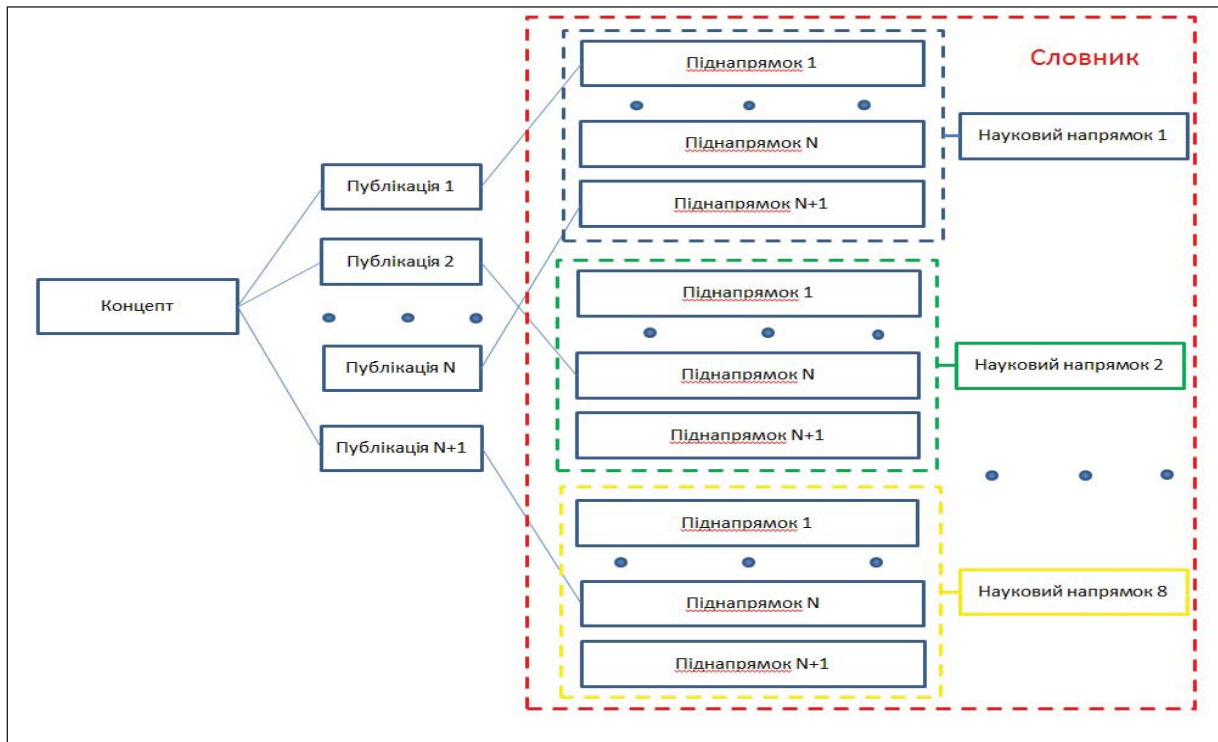 Словник
Піднапрямок 1
Піднапрямок N
Піднапрямок N+1
Науковий напрямок 1
Публікація 1
Публікація 2
Публікація N
Публікація N+1
Концепт
Піднапрямок 1
Піднапрямок N
Піднапрямок N+1
Науковий напрямок 2
Піднапрямок 1
Піднапрямок N
Піднапрямок N+1
Науковий напрямок 8